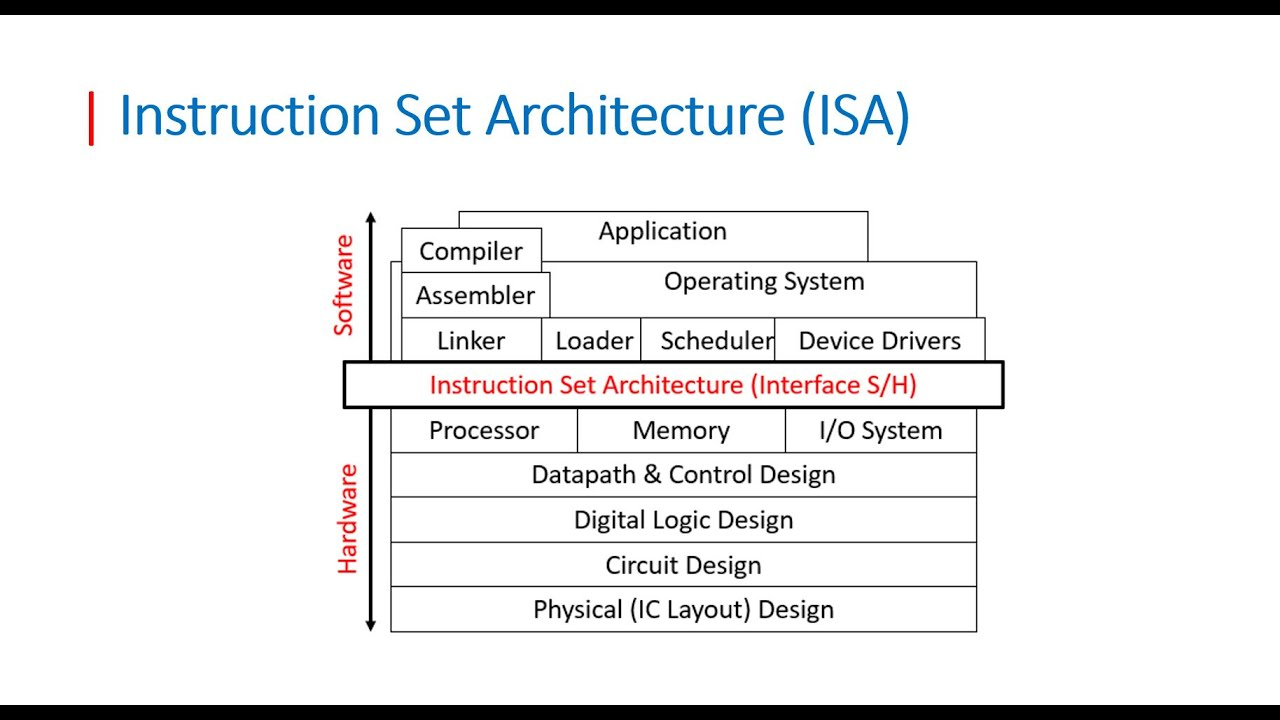 Instruction Set Architecture (ISA)
Software
Application
Compiler
Operating System
Assembler
Linker
Loader
Scheduler
Device Drivers
Instruction Set Architecture (Interface S/H)
Hardware
Processor
Memory
I/O System
Datapath & Control Design
Digital Logic Design
Circuit Design
Physical (IC Layout) Design